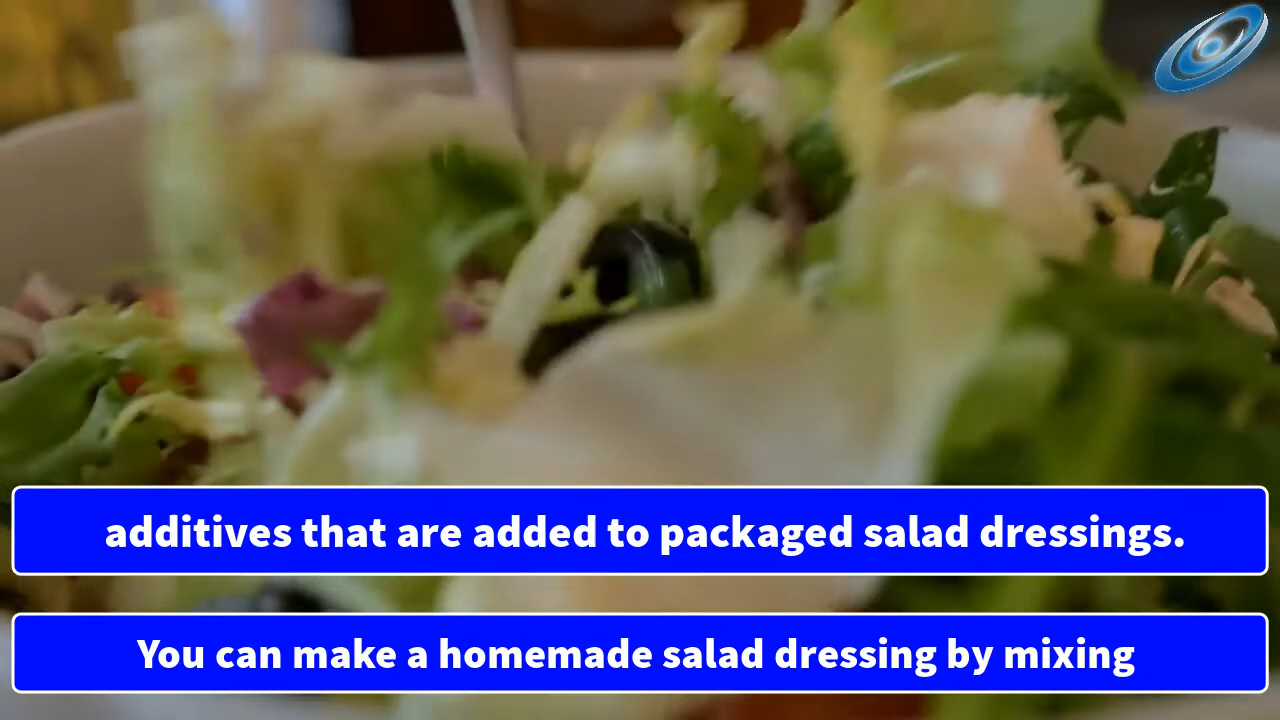 additives that are added to packaged salad dressings.
You can make a homemade salad dressing by mixing